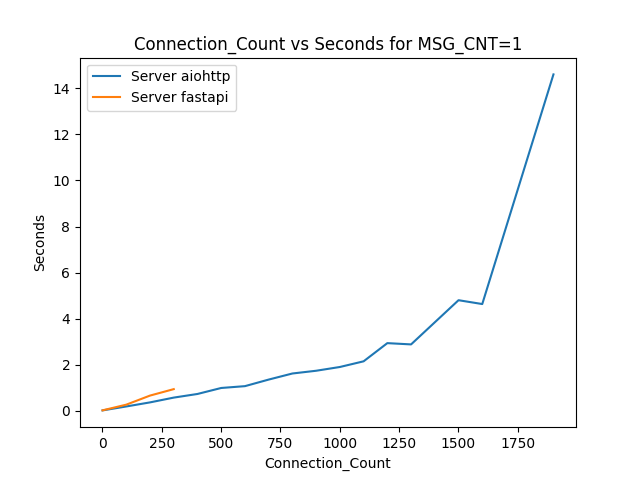 Connection_Count vs Seconds for MSG_CNT=1
Server aiohttp
Server fastapi
14
12
10
8
6
4
2
0
Seconds
0 250 500 750 1000 1250 1500 1750
Connection_Count